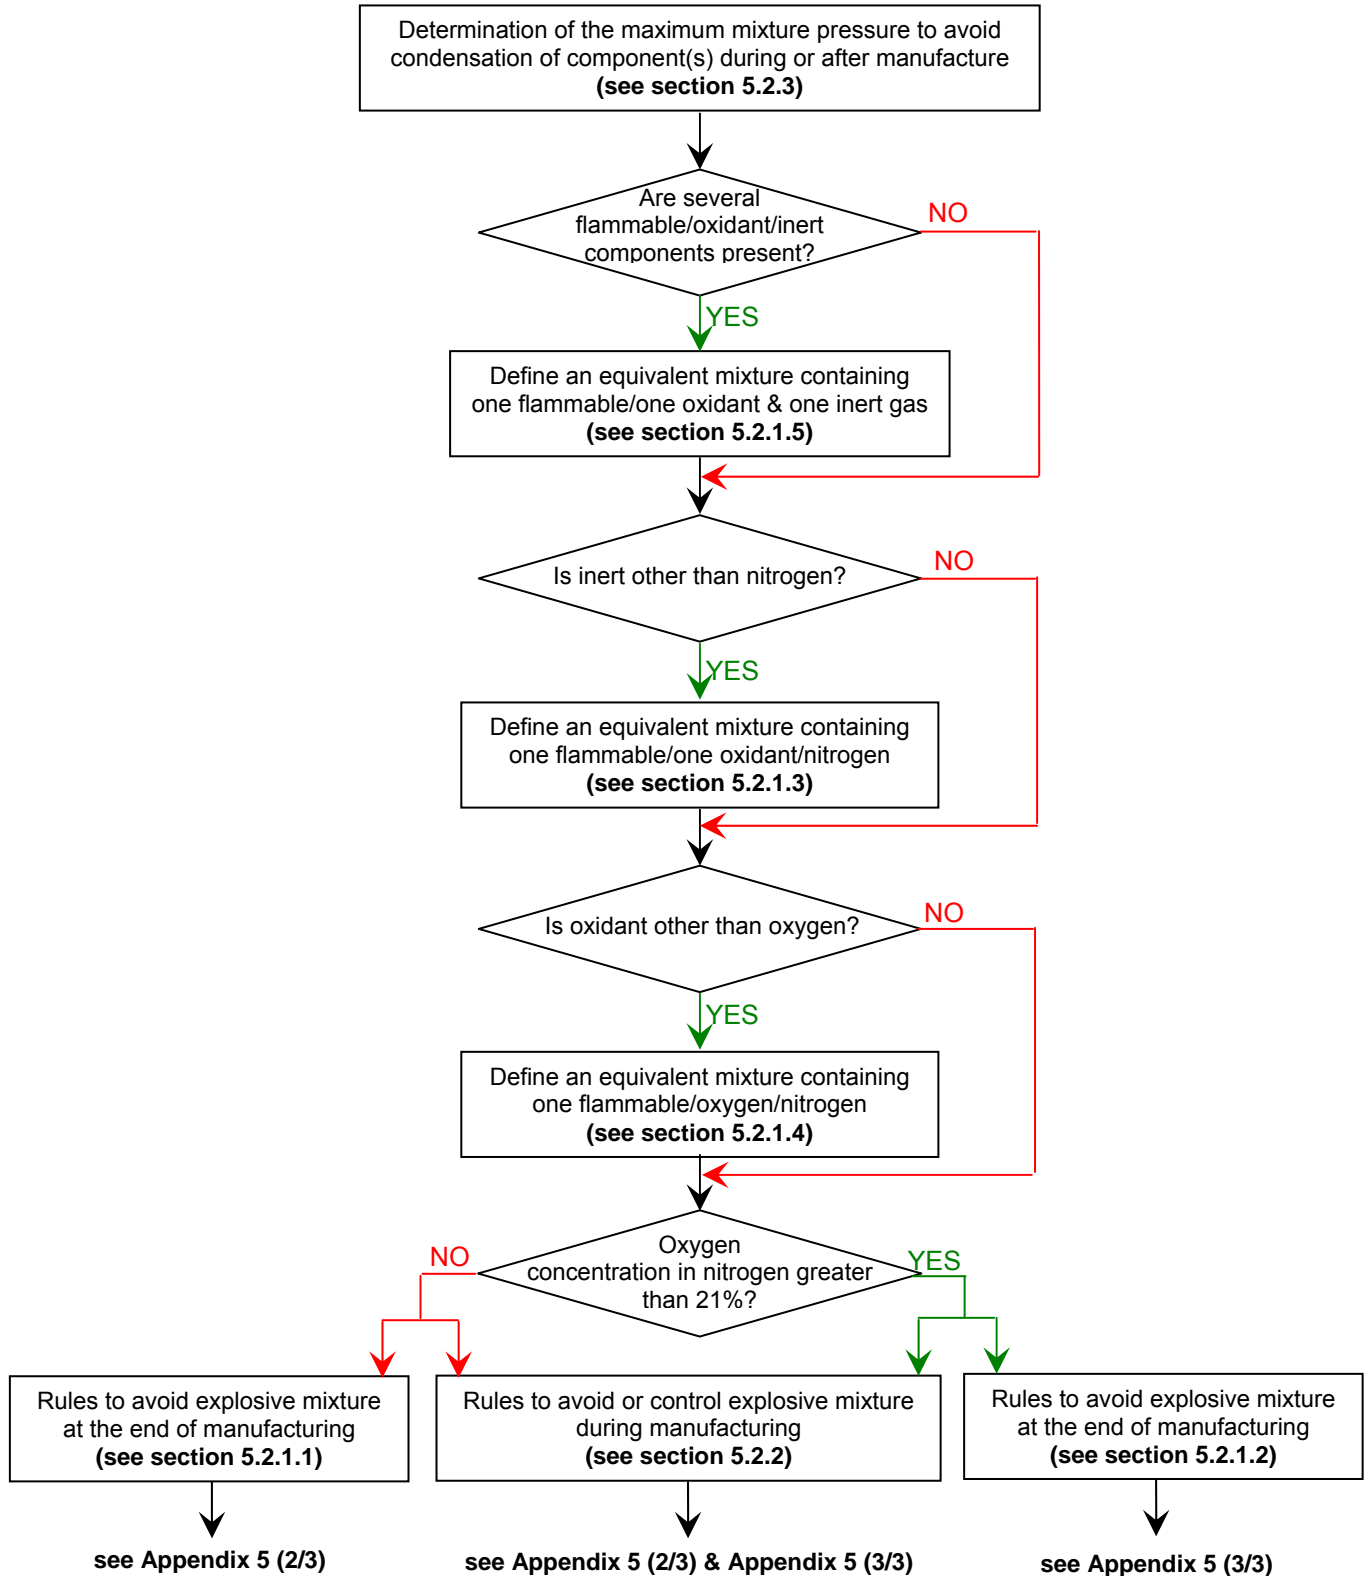 Determination of the maximum mixture pressure to avoid
condensation of component(s) during or after manufacture
(see section 5.2.3)
Are several
flammable/oxidant/inert
components present?
NO
YES
Define an equivalent mixture containing
one flammable/one oxidant & one inert gas
(see section 5.2.1.5)
Is inert other than nitrogen?
NO
YES
Define an equivalent mixture containing
one flammable/one oxidant/nitrogen
(see section 5.2.1.3)
Is oxidant other than oxygen?
NO
YES
Define an equivalent mixture containing
one flammable/oxygen/nitrogen
(see section 5.2.1.4)
NO
Oxygen
concentration in nitrogen greater
than 21%?
YES
Rules to avoid explosive mixture
at the end of manufacturing
(see section 5.2.1.1)
Rules to avoid or control explosive mixture
during manufacturing
(see section 5.2.2)
Rules to avoid explosive mixture
at the end of manufacturing
(see section 5.2.1.2)
see Appendix 5 (2/3)
see Appendix 5 (2/3) & Appendix 5 (3/3)
see Appendix 5 (3/3)